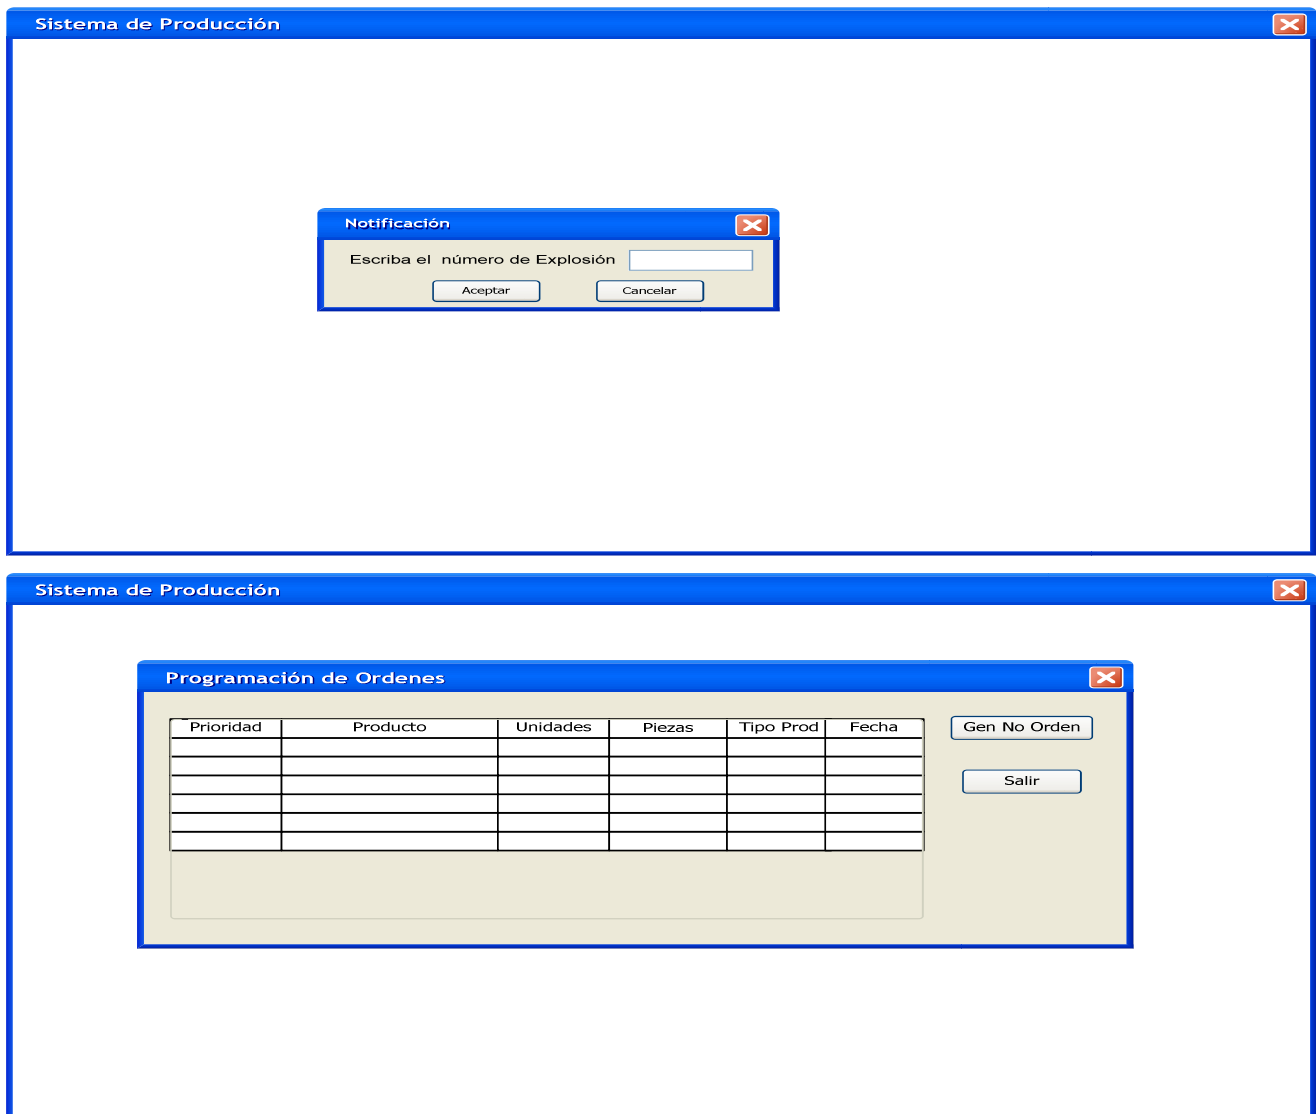 Sistema de Producción
Notificación
Escriba el número de Explosión
Aceptar Cancelar
Sistema de Producción
Programación de Ordenes
Prioridad Producto Unidades Piezas Tipo Prod Fecha Gen No Orden
Salir